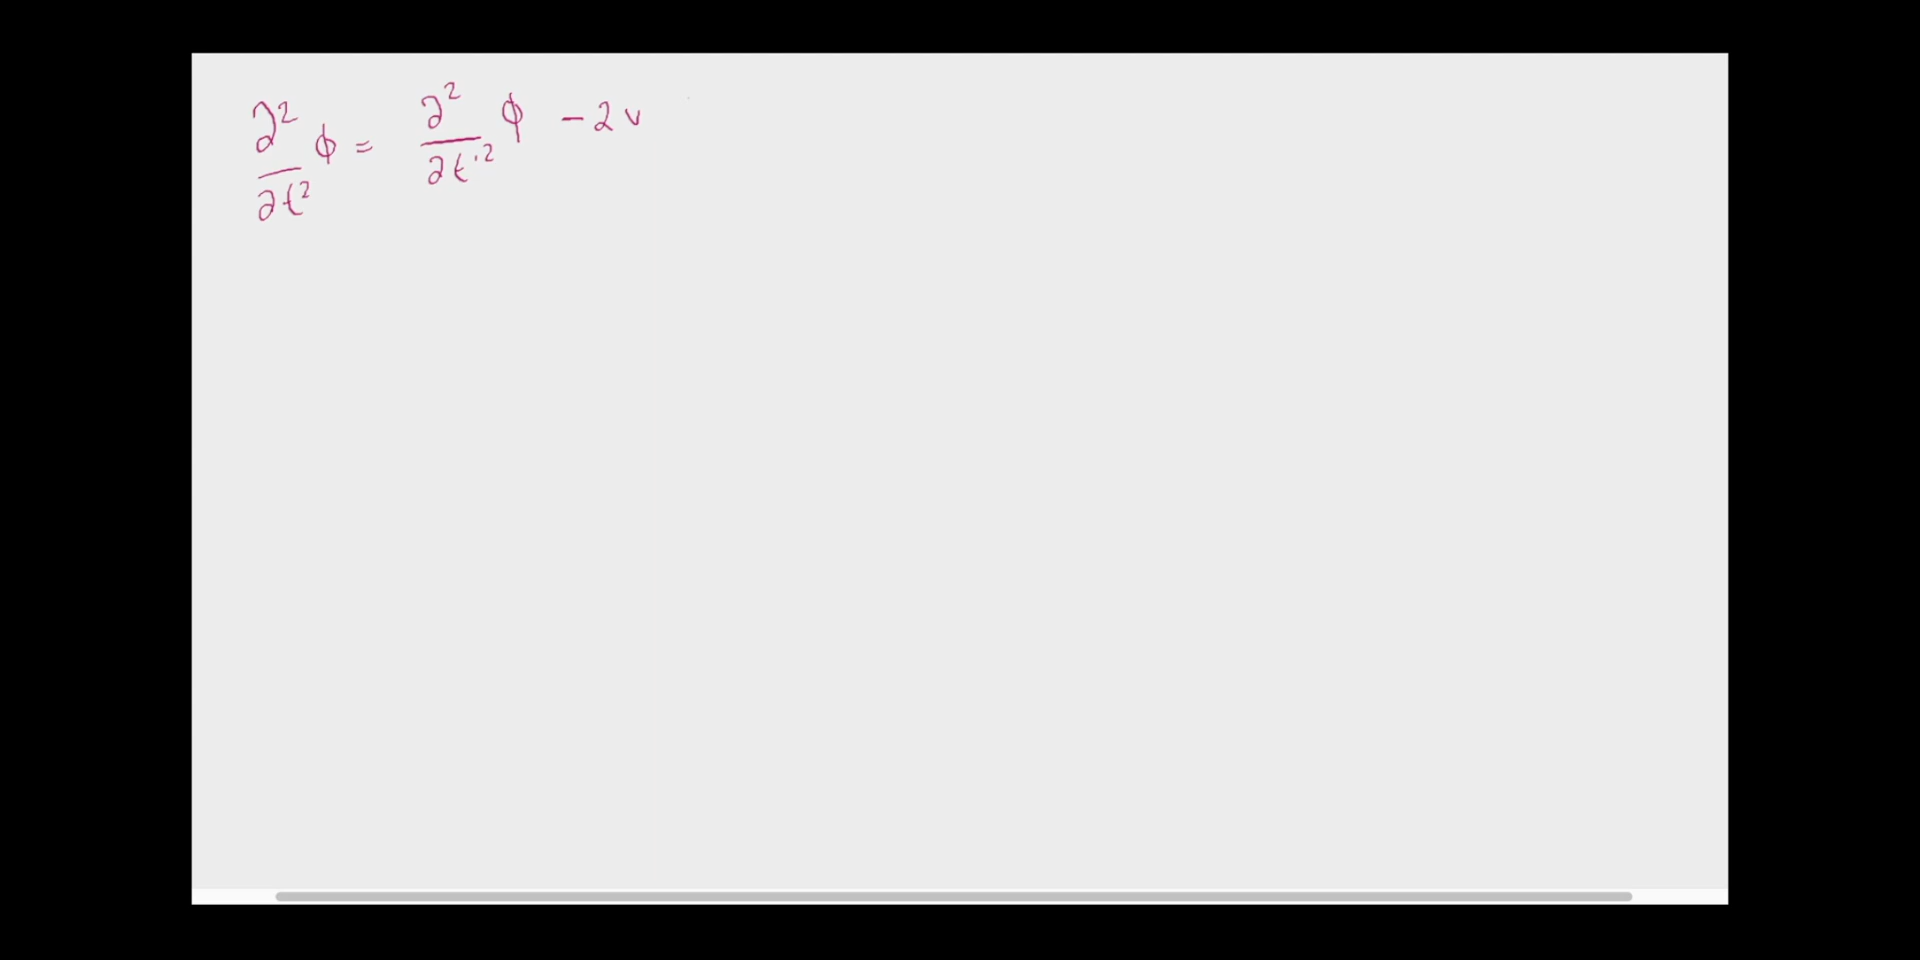 ∂²/∂t² ϕ = ∂²/∂t'² ϕ − 2v